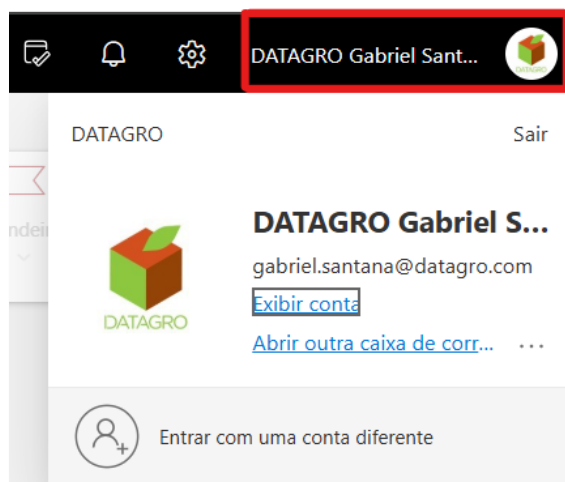 DATAGRO Gabriel Sant...
DATAGRO
DATAGRO Sair
DATAGRO Gabriel S...
gabriel.santana@datagro.com
Exibir conta
DATAGRO
Abrir outra caixa de corr... ...
Entrar com uma conta diferente